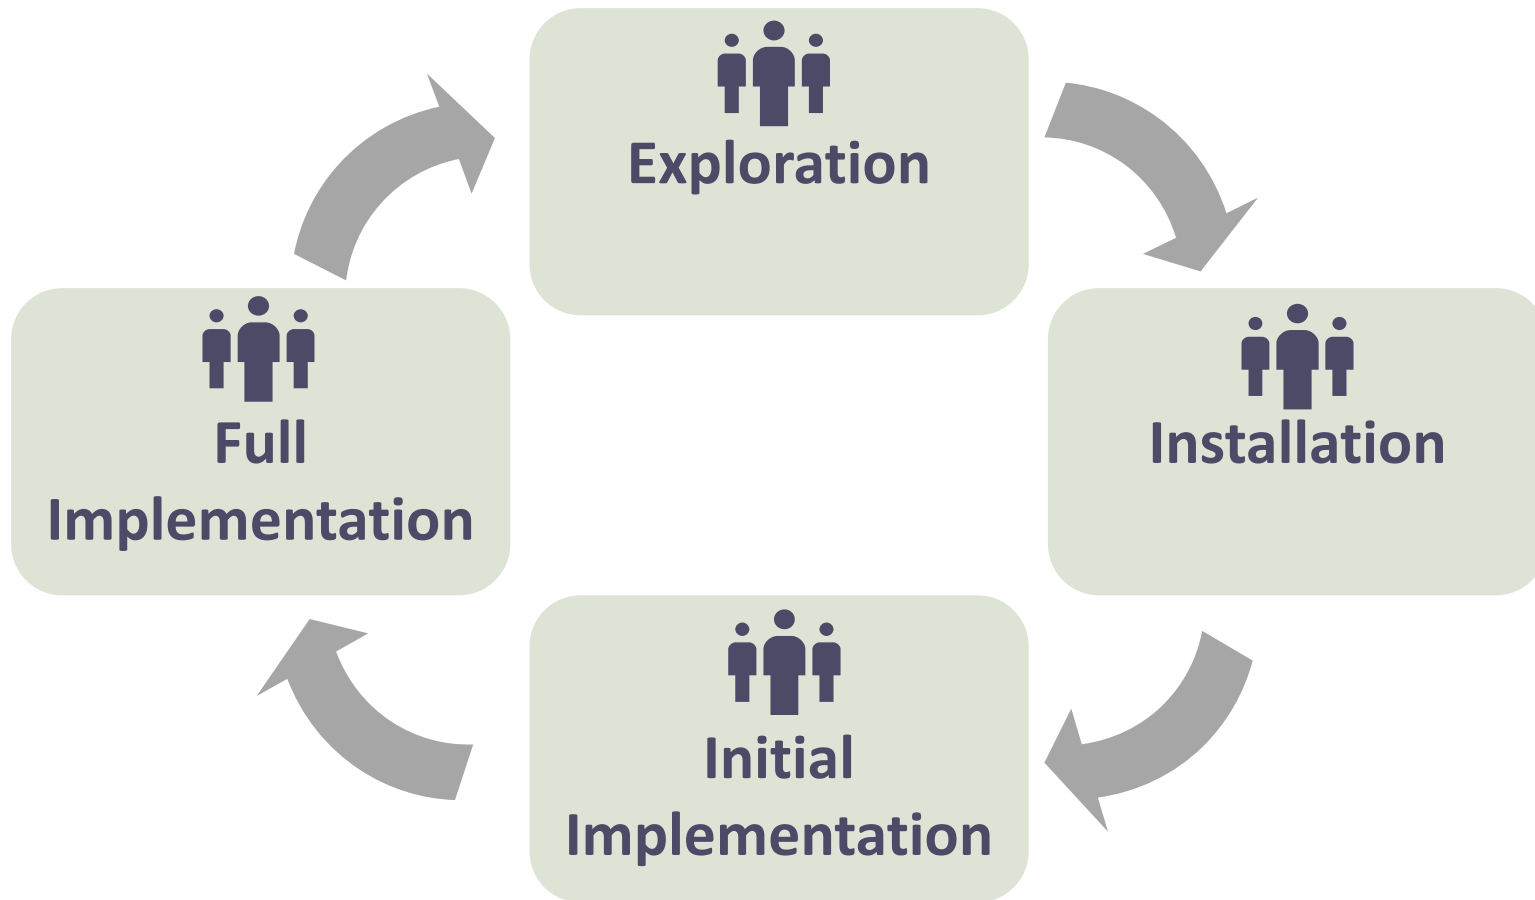 Exploration
Installation
Initial
Implementation
Full
Implementation